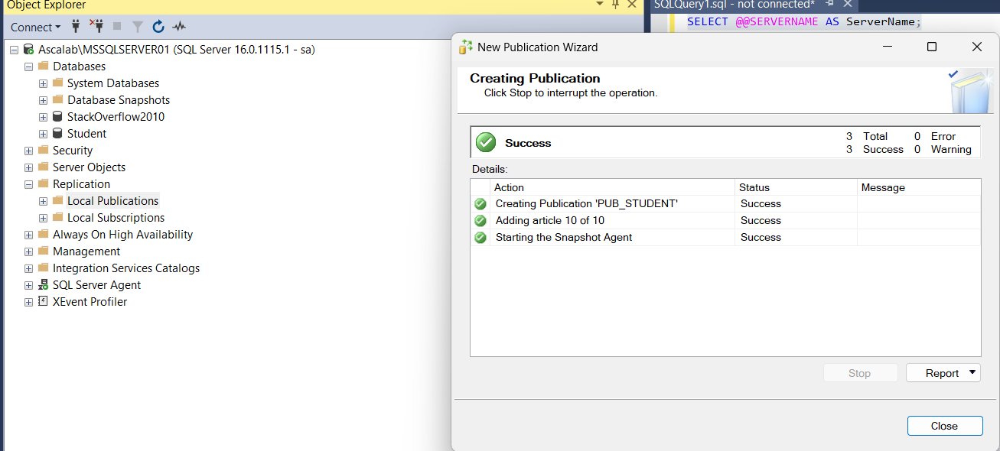 Object Explorer
Connect
Ascalab\MSSQLSERVER01 (SQL Server 16.0.1115.1 - sa)
Databases
System Databases
Database Snapshots
StackOverflow2010
Student
Security
Server Objects
Replication
Local Publications
Local Subscriptions
Always On High Availability
Management
Integration Services Catalogs
SQL Server Agent
XEvent Profiler
SQLQuery1.sql - not connected*
SELECT @@SERVERNAME AS ServerName;
New Publication Wizard
Creating Publication
Click Stop to interrupt the operation.
Success
3 Total 0 Error
3 Success 0 Warning
Details:
Action Status Message
Creating Publication 'PUB_STUDENT' Success
Adding article 10 of 10 Success
Starting the Snapshot Agent Success
Stop Report
Close